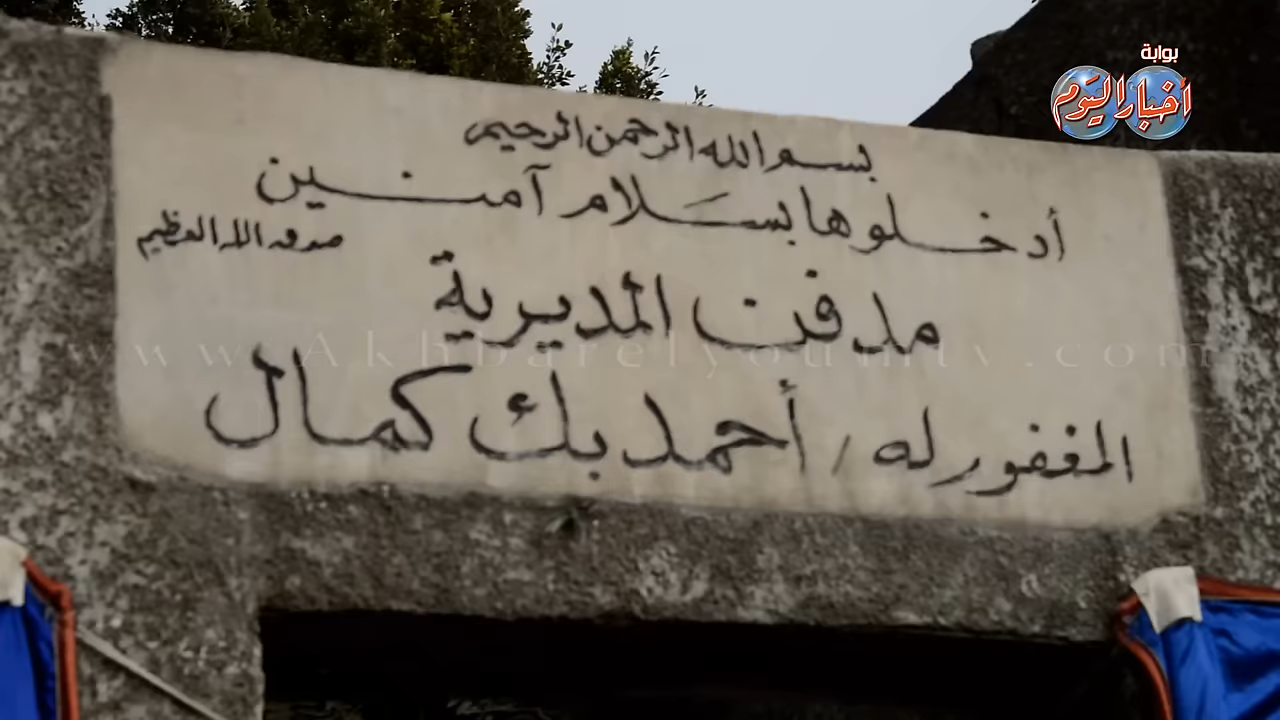 بوابة
أخبار اليوم
بسم الله الرحمن الرحيم
أدخلوها بسلام آمنين
صدق الله العظيم
مدفن المديرية
www.Akhbarelyoumtv.com
المغفور له / أحمد بك كمال